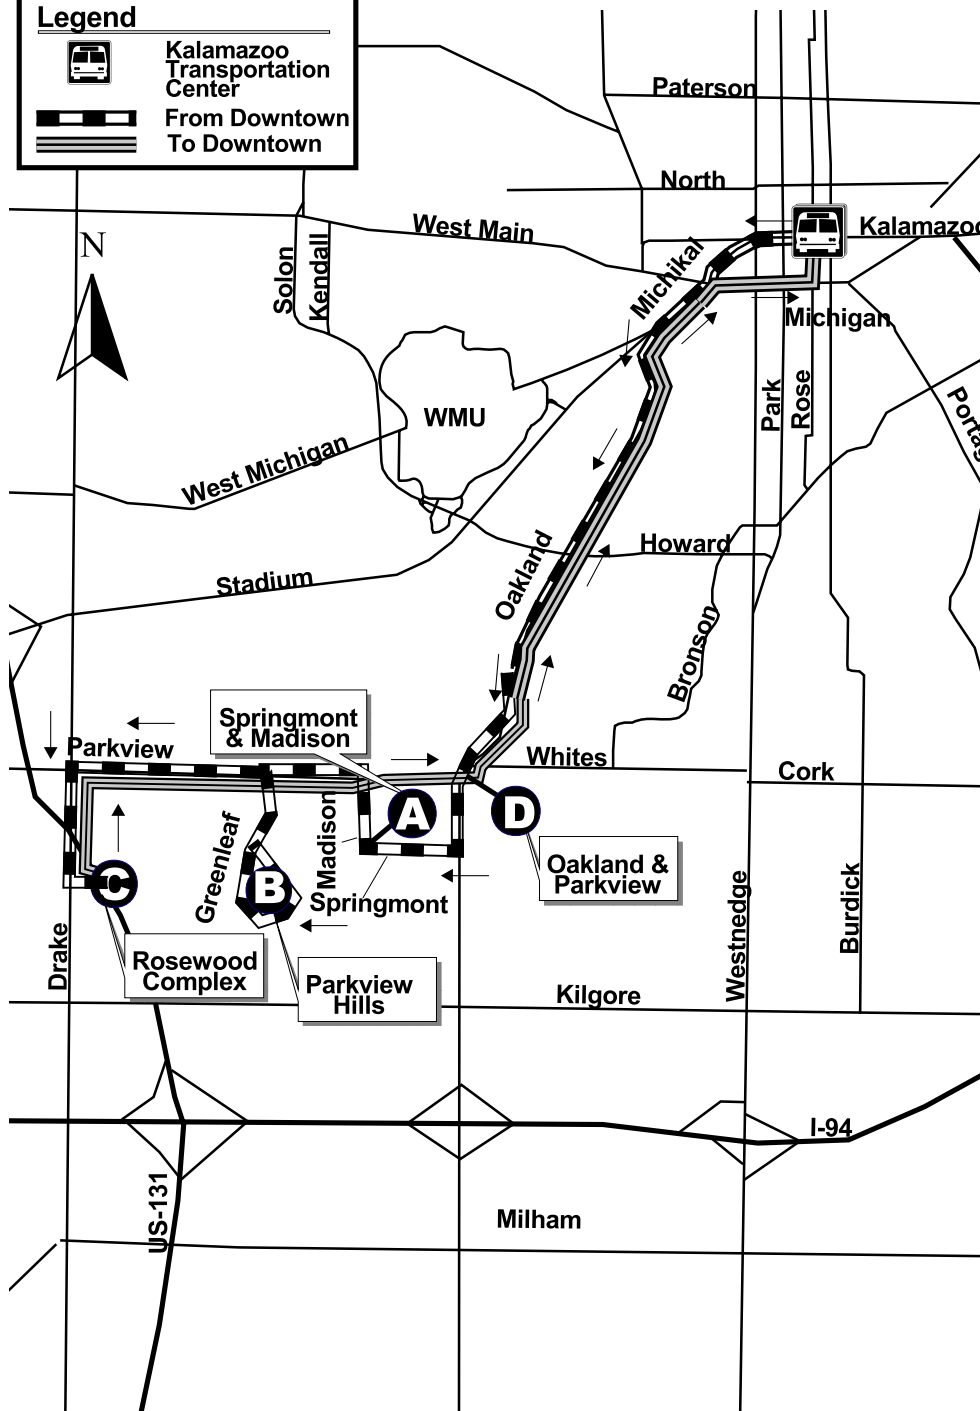 Legend
Kalamazoo
Transportation
Center
From Downtown
To Downtown
Paterson
North
West Main
Kalamazoo
N
Solon
Kendall
Michikal
Michigan
Park
Rose
Portag
WMU
West Michigan
Howard
Oakland
Stadium
Bronson
Springmont
& Madison
Parkview
Whites
Cork
A
D
Greenleaf
Madison
Oakland &
Parkview
B
C
Springmont
Westnedge
Burdick
Drake
Rosewood
Complex
Parkview
Hills
Kilgore
I-94
US-131
Milham